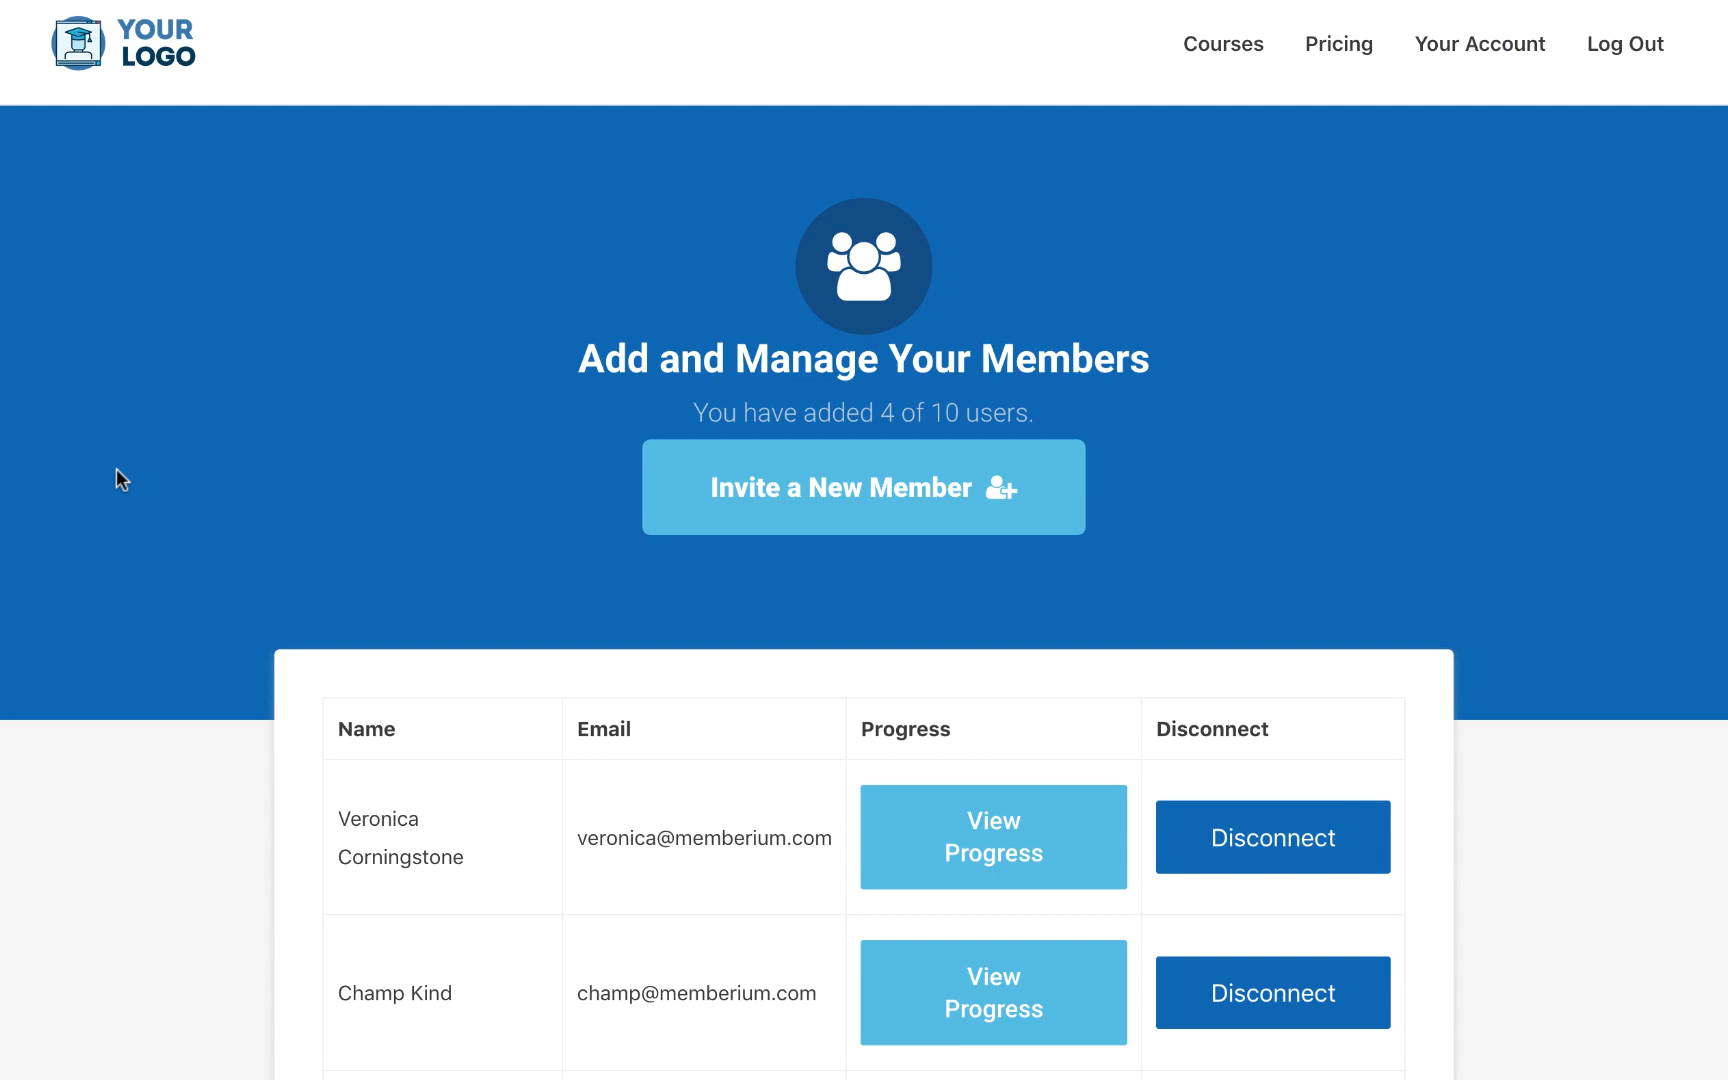 YOUR
LOGO
Courses
Pricing
Your Account
Log Out
Add and Manage Your Members
You have added 4 of 10 users.
Invite a New Member
Name
Email
Progress
Disconnect
Veronica
Corningstone
veronica@memberium.com
View
Progress
Disconnect
Champ Kind
champ@memberium.com
View
Progress
Disconnect